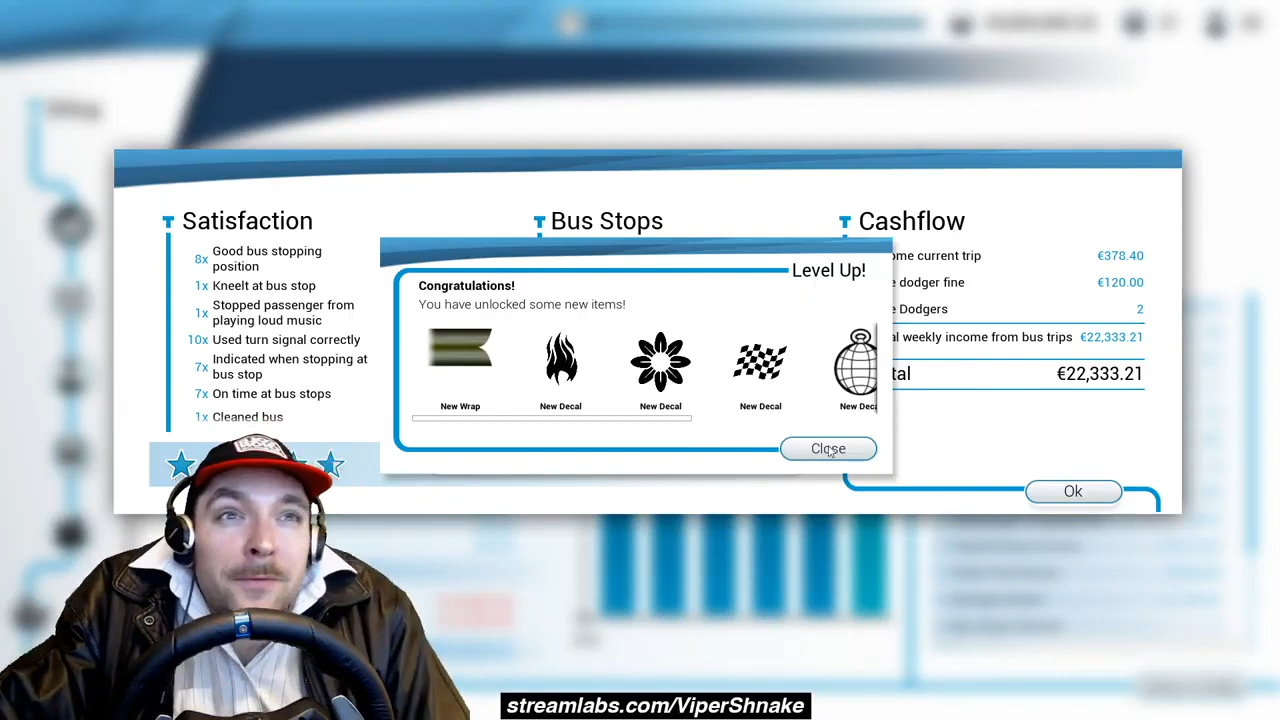 Satisfaction
8x Good bus stopping
position
1x Kneelt at bus stop
1x Stopped passenger from
playing loud music
10x Used turn signal correctly
7x Indicated when stopping at
bus stop
7x On time at bus stops
1x Cleaned bus
Bus Stops
Level Up!
Congratulations!
You have unlocked some new items!
New Wrap
New Decal
New Decal
New Decal
New Deca
Close
Cashflow
ome current trip €378.40
e dodger fine €120.00
e Dodgers 2
al weekly income from bus trips €22,333.21
tal €22,333.21
Ok
streamlabs.com/ViperShnake